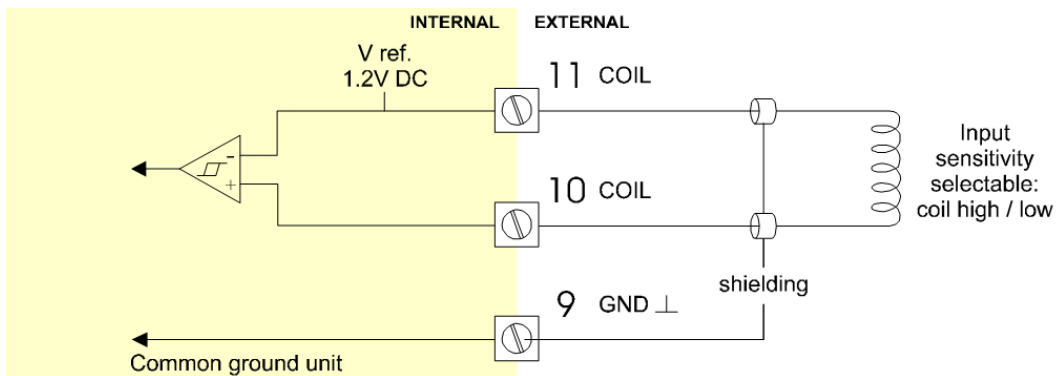 INTERNAL EXTERNAL
V ref.
1.2V DC
11 COIL
Input
sensitivity
selectable:
coil high / low
-
+
10 COIL
shielding
9 GND ⊥
Common ground unit